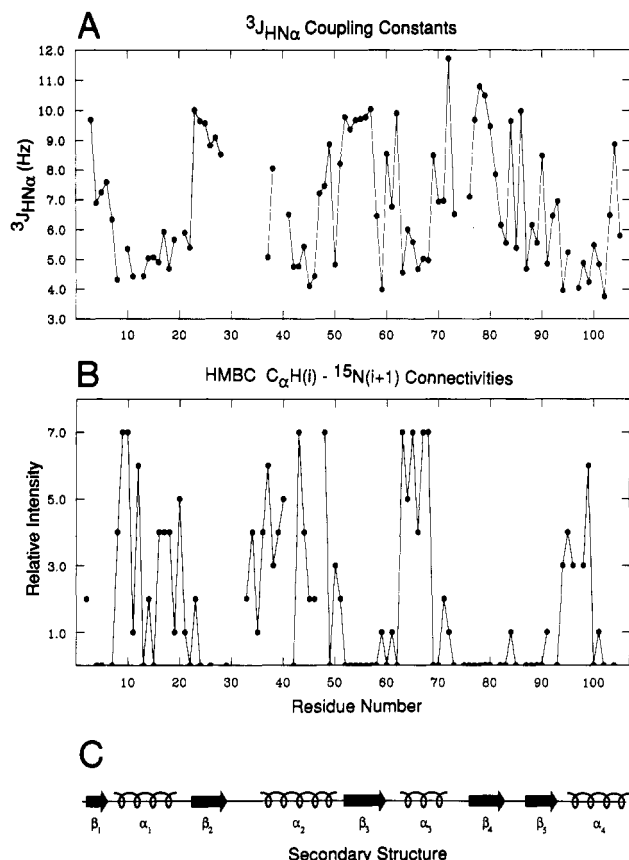 A
³J_HNα Coupling Constants
³J_HNα (Hz)
12.0
11.0
10.0
9.0
8.0
7.0
6.0
5.0
4.0
3.0
10 20 30 40 50 60 70 80 90 100
B
HMBC CαH(i) - ¹⁵N(i+1) Connectivities
Relative Intensity
7.0
5.0
3.0
1.0
10 20 30 40 50 60 70 80 90 100
Residue Number
C
β₁ α₁ β₂ α₂ β₃ α₃ β₄ β₅ α₄
Secondary Structure